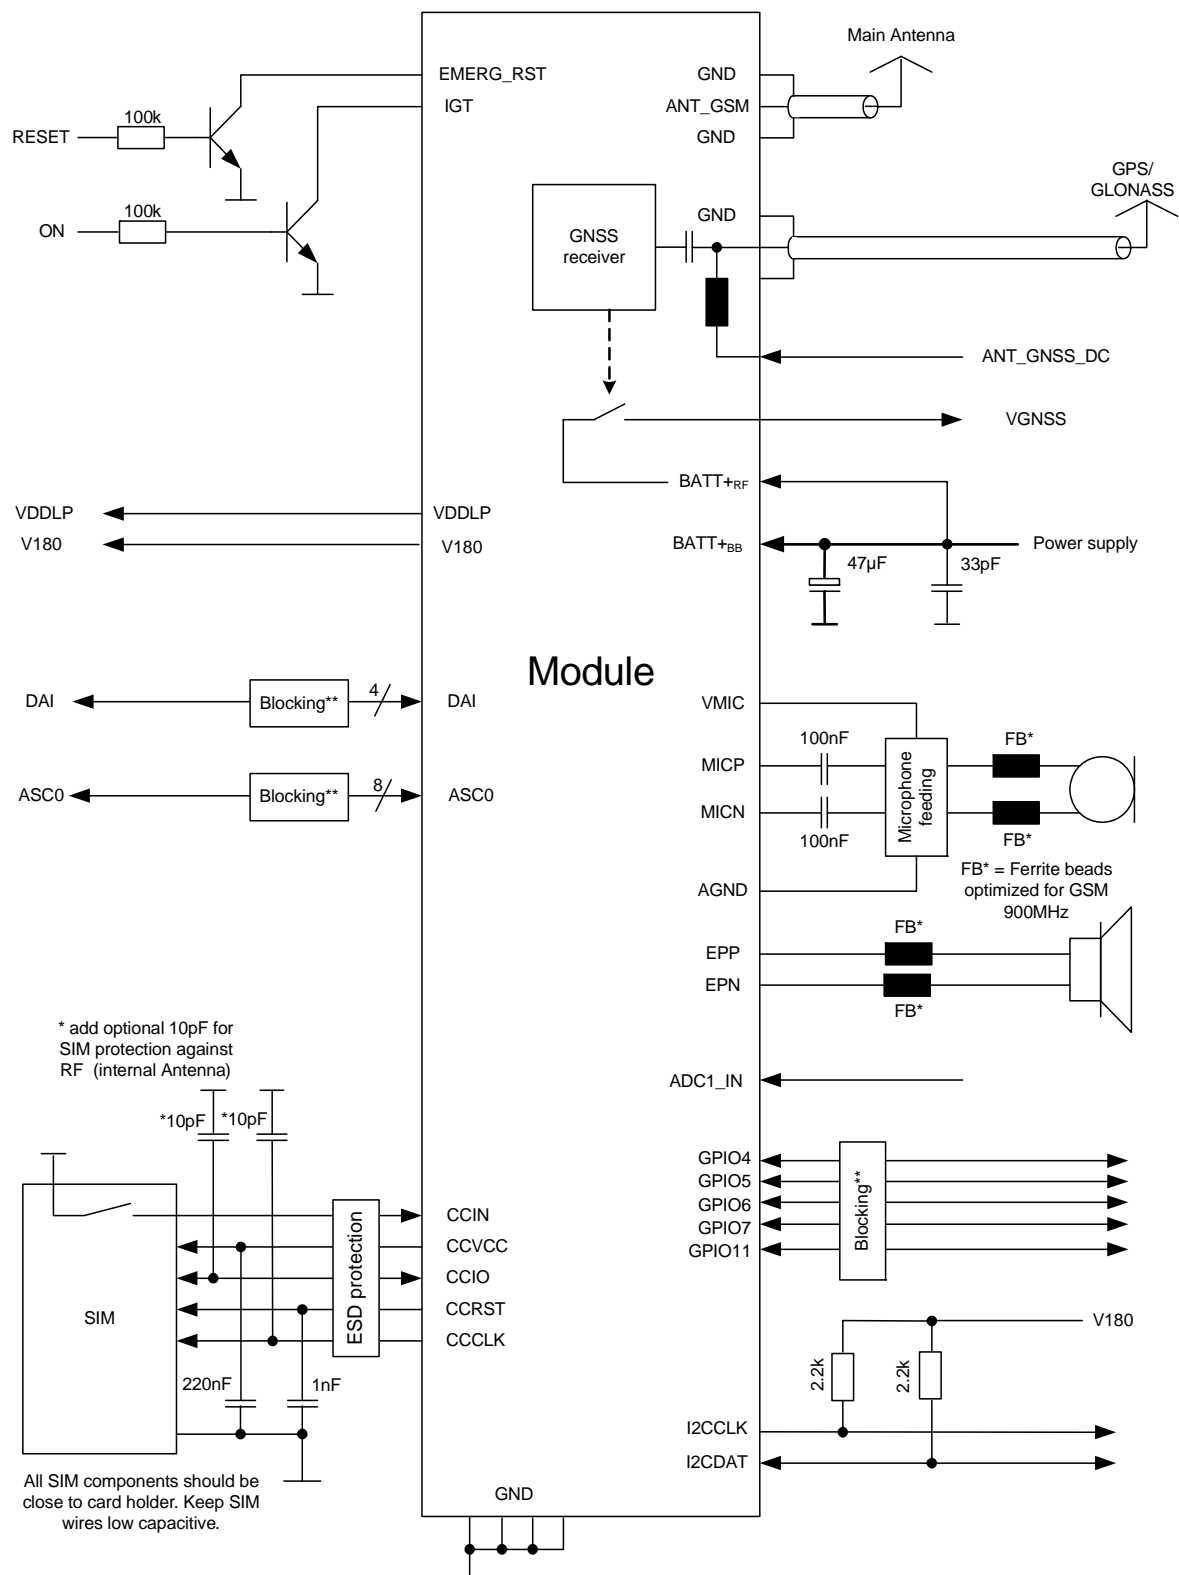 Main Antenna
EMERG_RST
GND
IGT
ANT_GSM
100k
RESET
GND
GPS/
GLONASS
100k
GND
ON
GNSS
receiver
ANT_GNSS_DC
VGNSS
BATT+RF
VDDLP
VDDLP
V180
V180
BATT+BB
Power supply
47µF
33pF
Module
DAI
Blocking**
4
DAI
VMIC
100nF
FB*
MICP
ASC0
Blocking**
8
ASC0
Microphone
feeding
MICN
100nF
FB*
AGND
FB* = Ferrite beads
optimized for GSM
900MHz
FB*
EPP
EPN
FB*
* add optional 10pF for
SIM protection against
RF (internal Antenna)
ADC1_IN
*10pF
*10pF
GPIO4
GPIO5
GPIO6
GPIO7
GPIO11
Blocking**
ESD protection
CCIN
CCVCC
CCIO
CCRST
CCCLK
SIM
220nF
1nF
V180
2.2k
2.2k
I2CCLK
I2CDAT
All SIM components should be
close to card holder. Keep SIM
wires low capacitive.
GND